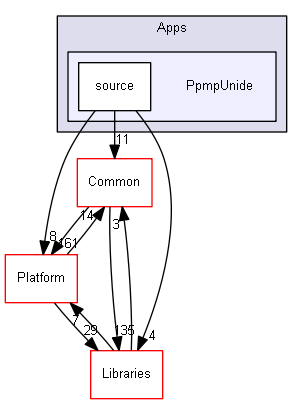 Apps
source PpmpUnide
11
Common
14 3
8 161
Platform
7 29 135 4
Libraries